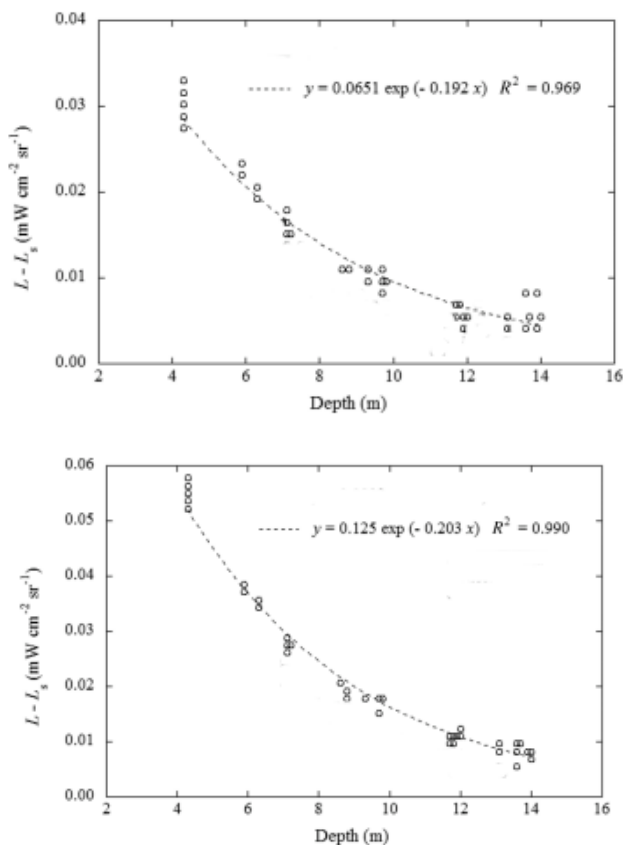 0.04
y = 0.0651 exp (- 0.192 x) R² = 0.969
0.03
0.02
0.01
0.00
L - Lₛ (mW cm⁻² sr⁻¹)
2 4 6 8 10 12 14 16
Depth (m)
0.06
0.05
y = 0.125 exp (- 0.203 x) R² = 0.990
0.04
0.03
0.02
0.01
0.00
L - Lₛ (mW cm⁻² sr⁻¹)
2 4 6 8 10 12 14 16
Depth (m)